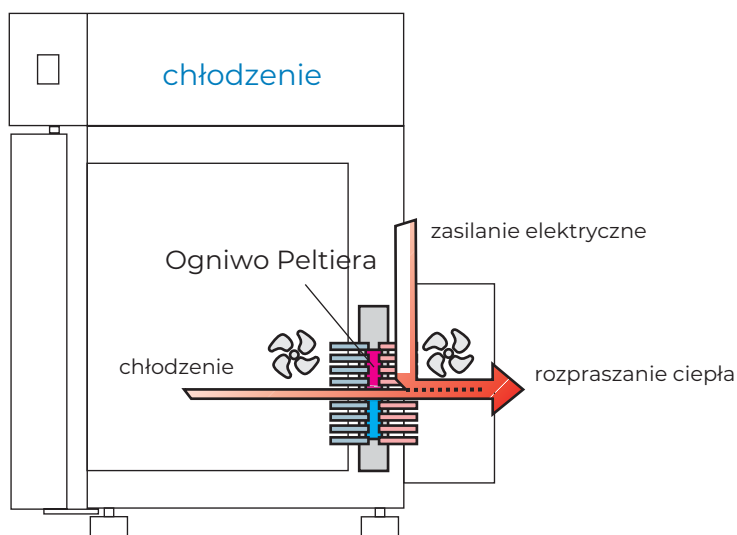 chłodzenie
zasilanie elektryczne
Ogniwo Peltiera
chłodzenie
rozpraszanie ciepła